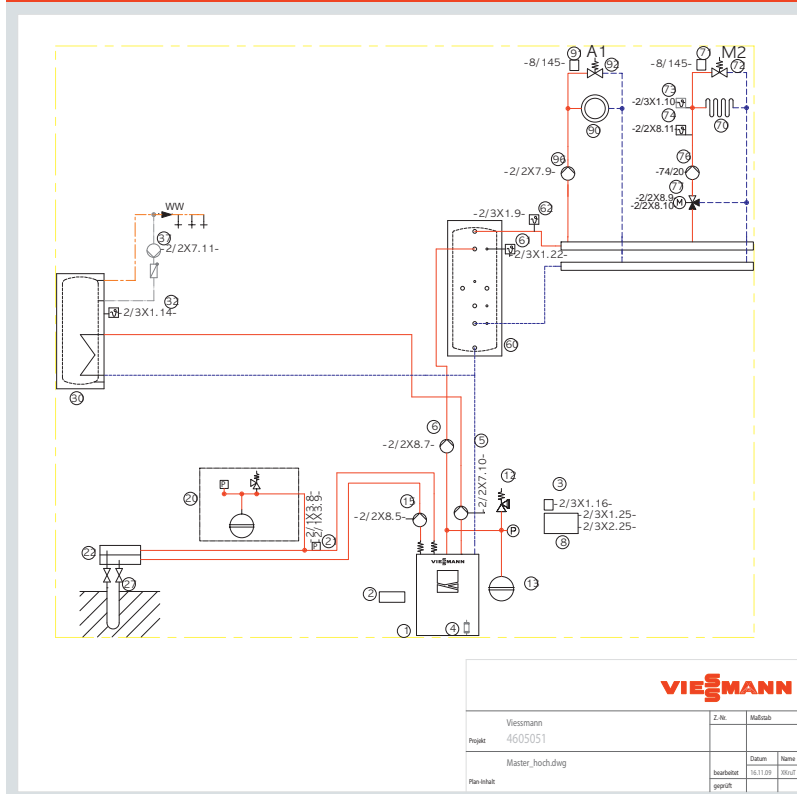 91 A1 71 M2
-8/145- 92 -8/145- 72
73
-2/3X1.10-
74 90 70
-2/2X8.11-
96 76
-2/2X7.9- -74/20-
77
-2/2X8.9-
-2/2X8.10- M
WW
62
-2/3X1.9-
37 61
-2/2X7.11- -2/3X1.22-
32
-2/3X1.14-
60
30
6
-2/2X8.7- 5
-2/2X7.10-
12
20 P 3
-2/1X3.8-
-2/1X3.9-
15 -2/3X1.16-
-2/2X8.5- -2/3X1.25-
-2/3X2.25-
P 21 P 8
22
VIESSMANN
27 13
2
1 4
VIESSMANN
Viessmann Z.-Nr. Maßstab
Projekt 4605051
Master_hoch.dwg Datum Name
Plan-Inhalt bearbeitet 16.11.09
geprüft